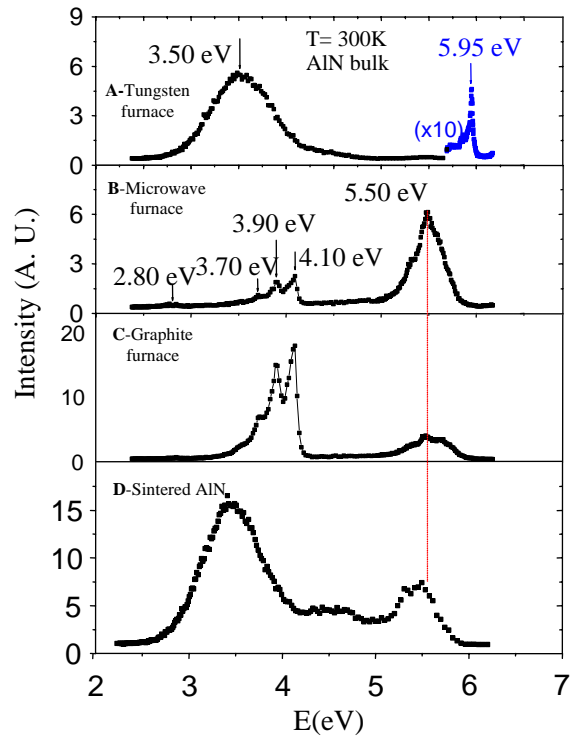 9
6
3
0
3.50 eV
T= 300K
AlN bulk
5.95 eV
A-Tungsten
furnace
(x10)
6
4
2
0
B-Microwave
furnace
2.80 eV
3.70 eV
3.90 eV
4.10 eV
5.50 eV
20
10
0
C-Graphite
furnace
15
10
5
0
D-Sintered AlN
2 3 4 5 6 7
E(eV)
Intensity (A. U.)